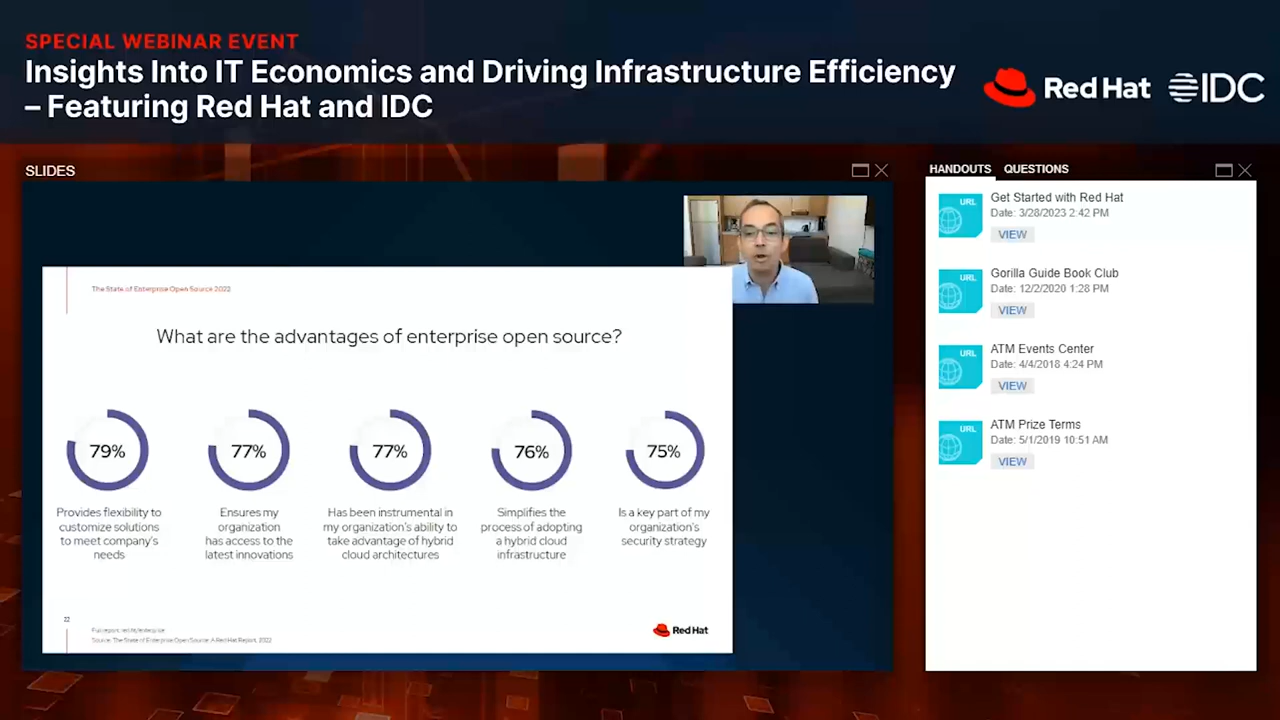 SPECIAL WEBINAR EVENT
Insights Into IT Economics and Driving Infrastructure Efficiency
– Featuring Red Hat and IDC
Red Hat
IDC
SLIDES
The State of Enterprise Open Source 2022
What are the advantages of enterprise open source?
79%
77%
77%
76%
75%
Provides flexibility to
customize solutions
to meet company's
needs
Ensures my
organization
has access to the
latest innovations
Has been instrumental in
my organization's ability to
take advantage of hybrid
cloud architectures
Simplifies the
process of adopting
a hybrid cloud
infrastructure
Is a key part of my
organization's
security strategy
22
Full report:
Source: The State of Enterprise Open Source: A Red Hat Report, 2022
Red Hat
HANDOUTS QUESTIONS
URL
Get Started with Red Hat
Date: 3/28/2023 2:42 PM
VIEW
URL
Gorilla Guide Book Club
Date: 12/2/2020 1:28 PM
VIEW
URL
ATM Events Center
Date: 4/4/2018 4:24 PM
VIEW
URL
ATM Prize Terms
Date: 5/1/2019 10:51 AM
VIEW